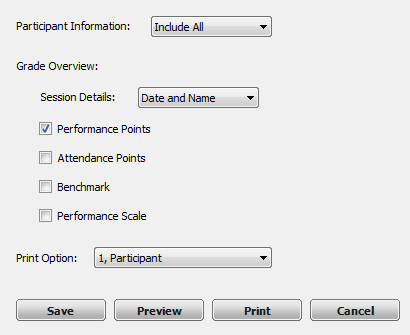 Participant Information: Include All
Grade Overview:
Session Details: Date and Name
Performance Points
Attendance Points
Benchmark
Performance Scale
Print Option: 1, Participant
Save Preview Print Cancel